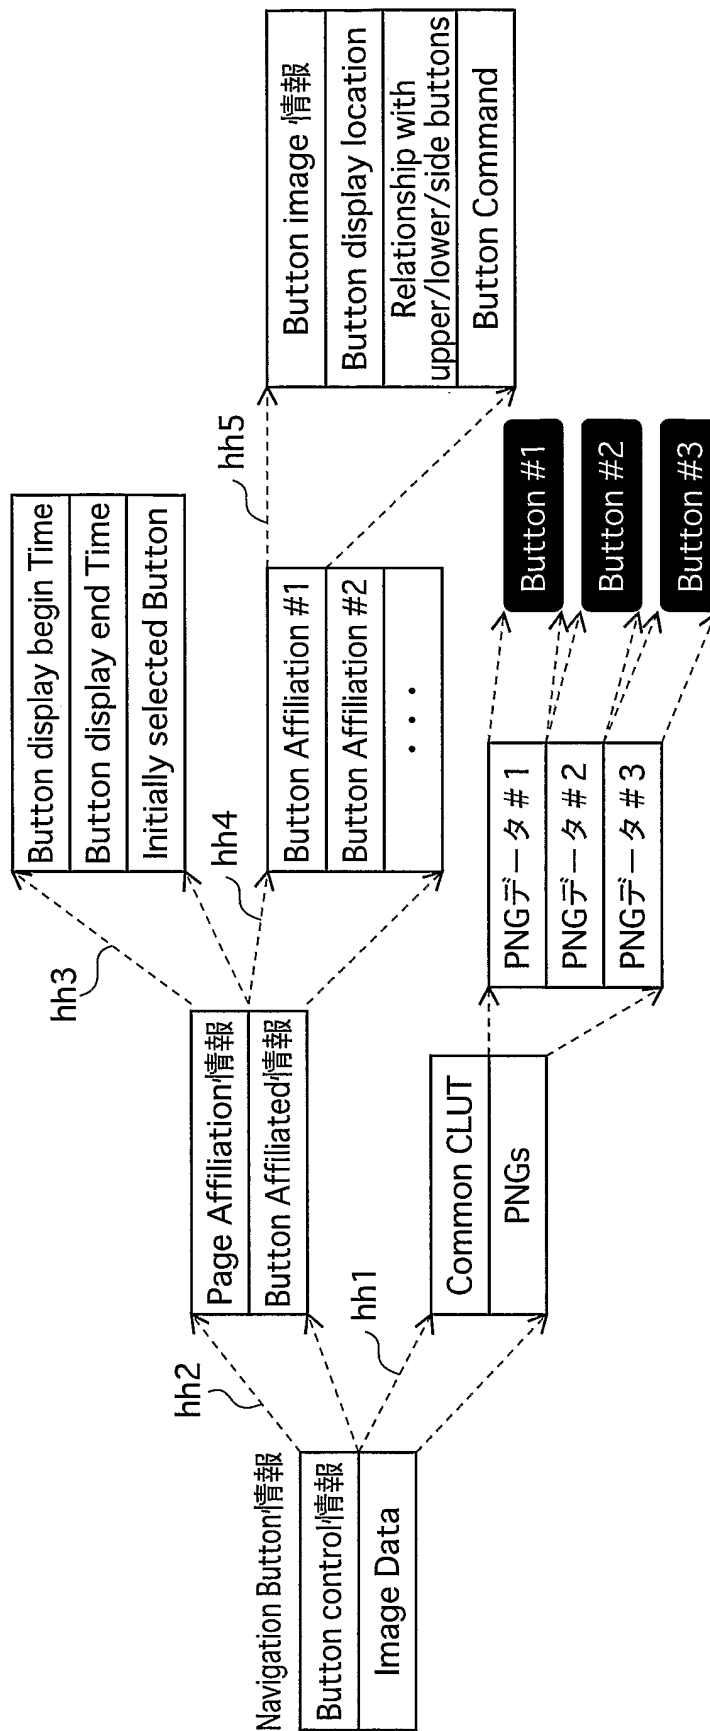 Navigation Button情報
Button control情報
Image Data
hh2
hh1
Page Affiliation情報
Button Affiliated情報
Common CLUT
PNGs
hh3
hh4
Button display begin Time
Button display end Time
Initially selected Button
Button Affiliation #1
Button Affiliation #2
・・・
PNGデータ#1
PNGデータ#2
PNGデータ#3
hh5
Button image 情報
Button display location
Relationship with
upper/lower/side buttons
Button Command
Button #1
Button #2
Button #3